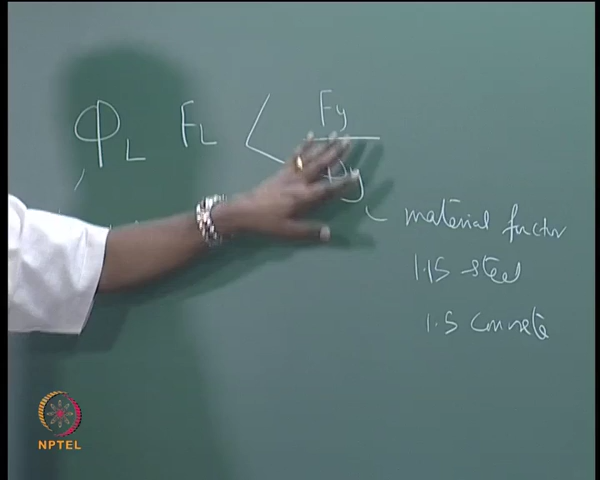 φL FL < Fy
material factor
1.15 steel
1.5 concrete
NPTEL